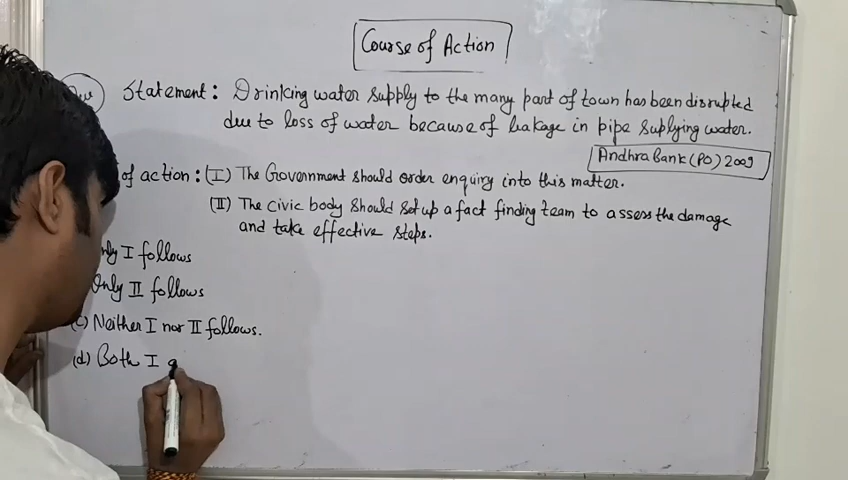 Course of Action
Que
Statement: Drinking water supply to the many part of town has been disrupted
due to loss of water because of leakage in pipe suplying water.
Andhra Bank (PO) 2009
of action: (I) The Government should order enquiry into this matter.
(II) The civic body should set up a fact finding team to assess the damage
and take effective steps.
Only I follows
Only II follows
(c) Neither I nor II follows.
(d) Both I a